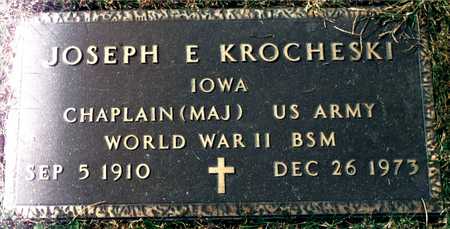 JOSEPH E KROCHESKI
IOWA
CHAPLAIN (MAJ) US ARMY
WORLD WAR II BSM
SEP 5 1910 DEC 26 1973